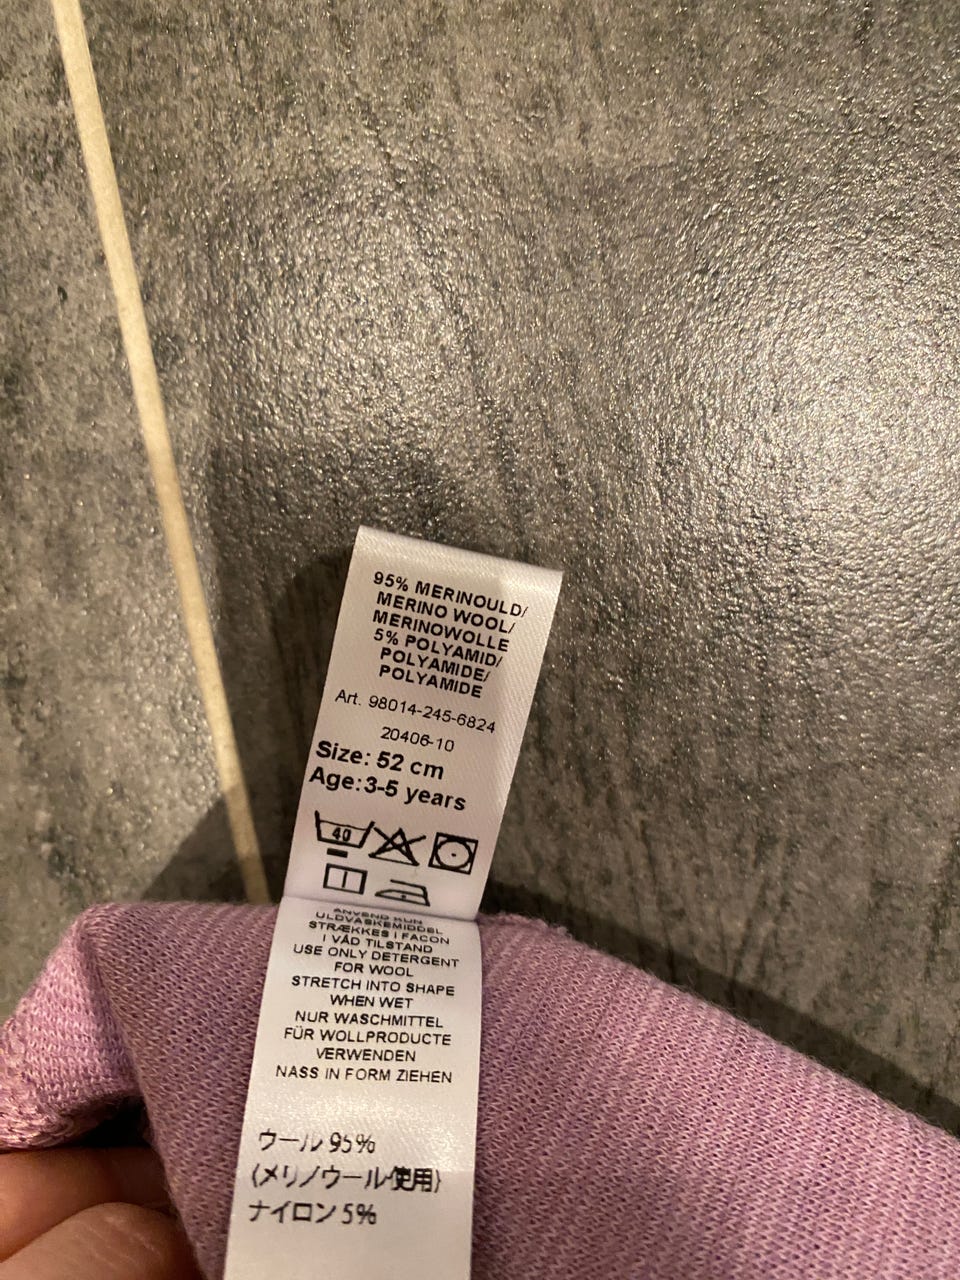 95% MERINOULD/
MERINO WOOL/
MERINOWOLLE
5% POLYAMID/
POLYAMIDE/
POLYAMIDE
Art. 98014-245-6824
20406-10
Size: 52 cm
Age:3-5 years
40
ANVEND KUN
ULDVASKEMIDDEL
STRÆKKES I FACON
I VÅD TILSTAND
USE ONLY DETERGENT
FOR WOOL
STRETCH INTO SHAPE
WHEN WET
NUR WASCHMITTEL
FÜR WOLLPRODUCTE
VERWENDEN
NASS IN FORM ZIEHEN
ウール 95%
(メリノウール使用)
ナイロン 5%